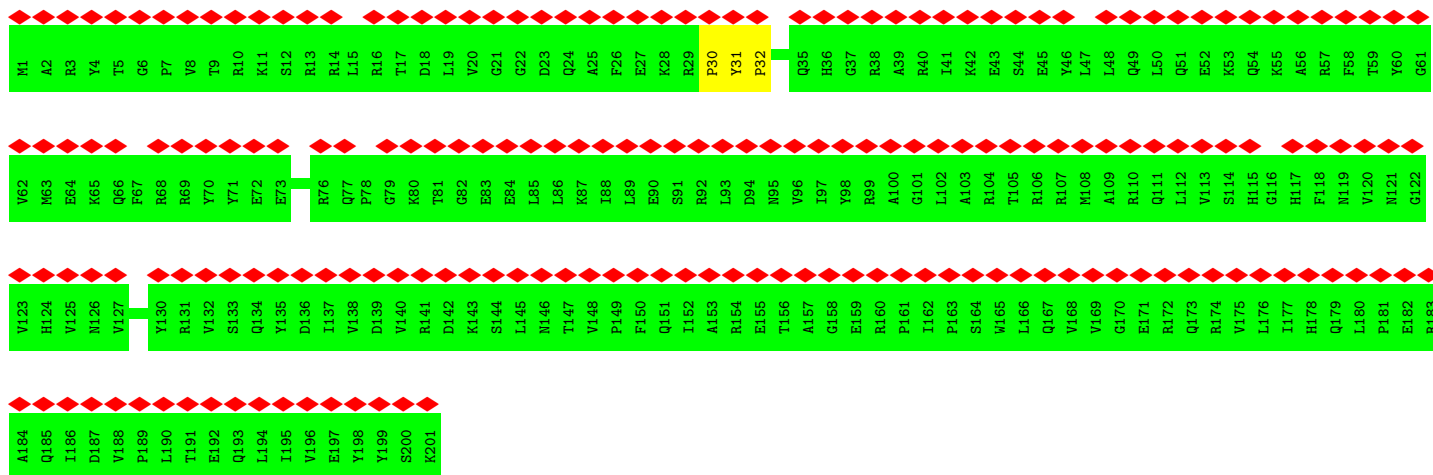 M1 A2 R3 Y4 T5 G6 P7 V8 T9 R10 K11 S12 R13 R14 L15 R16 T17 D18 L19 V20 G21 G22 D23 Q24 A25 F26 E27 K28 R29 P30 Y31 P32 Q35 H36 G37 R38 A39 R40 I41 K42 E43 S44 E45 Y46 L47 L48 Q49 L50 Q51 E52 K53 Q54 K55 A56 R57 F58 T59 Y60 G61
V62 M63 E64 K65 Q66 F67 R68 R69 Y70 Y71 E72 E73 R76 Q77 P78 G79 K80 T81 G82 E83 E84 L85 L86 K87 I88 L89 E90 S91 R92 L93 D94 N95 V96 I97 Y98 R99 A100 G101 L102 A103 R104 T105 R106 R107 M108 A109 R110 Q111 L112 V113 S114 H115 G116 H117 F118 N119 V120 N121 G122
V123 H124 V125 N126 V127 Y130 R131 V132 S133 Q134 Y135 D136 I137 V138 D139 V140 R141 D142 K143 S144 L145 N146 T147 V148 P149 F150 Q151 I152 A153 R154 E155 T156 A157 G158 E159 R160 P161 I162 P163 S164 W165 L166 Q167 V168 V169 G170 E171 R172 Q173 R174 V175 L176 I177 H178 Q179 L180 P181 E182 R183
A184 Q185 I186 D187 V188 P189 L190 T191 E192 Q193 L194 I195 V196 E197 Y198 Y199 S200 K201